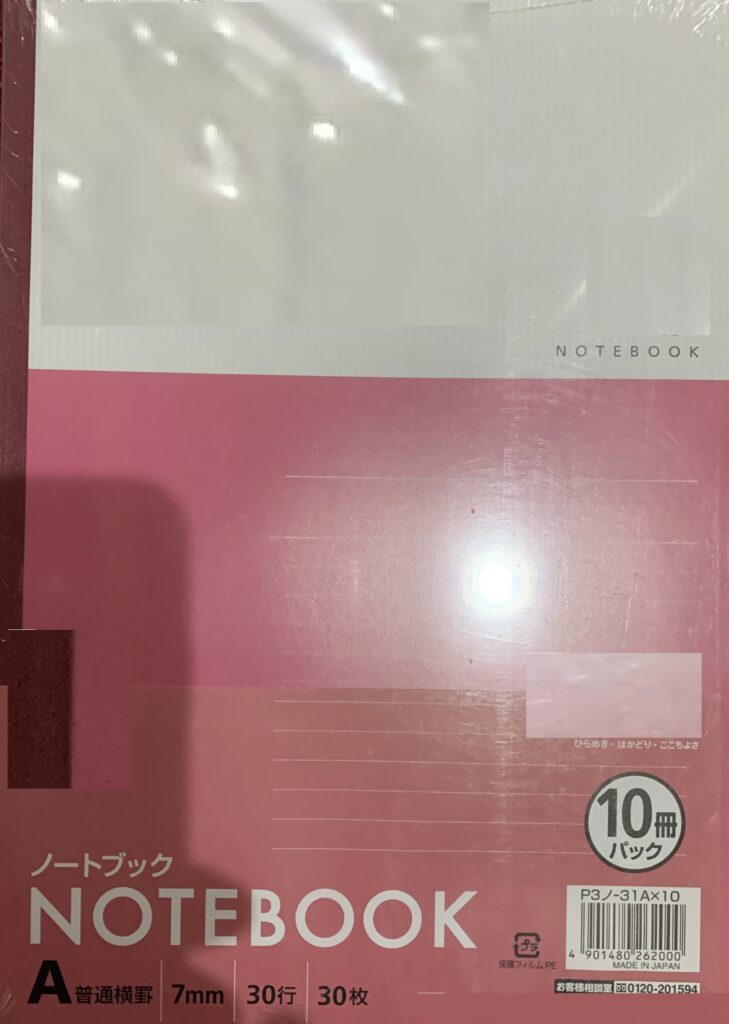 NOTEBOOK
ひらめき・はかどり・ここちよさ
10冊
パック
ノートブック
NOTEBOOK
A 普通横罫 7mm 30行 30枚
プラ
保護フィルム:PE
P3ノ-31A×10
4 901480 262000
MADE IN JAPAN
お客様相談室 0120-201594